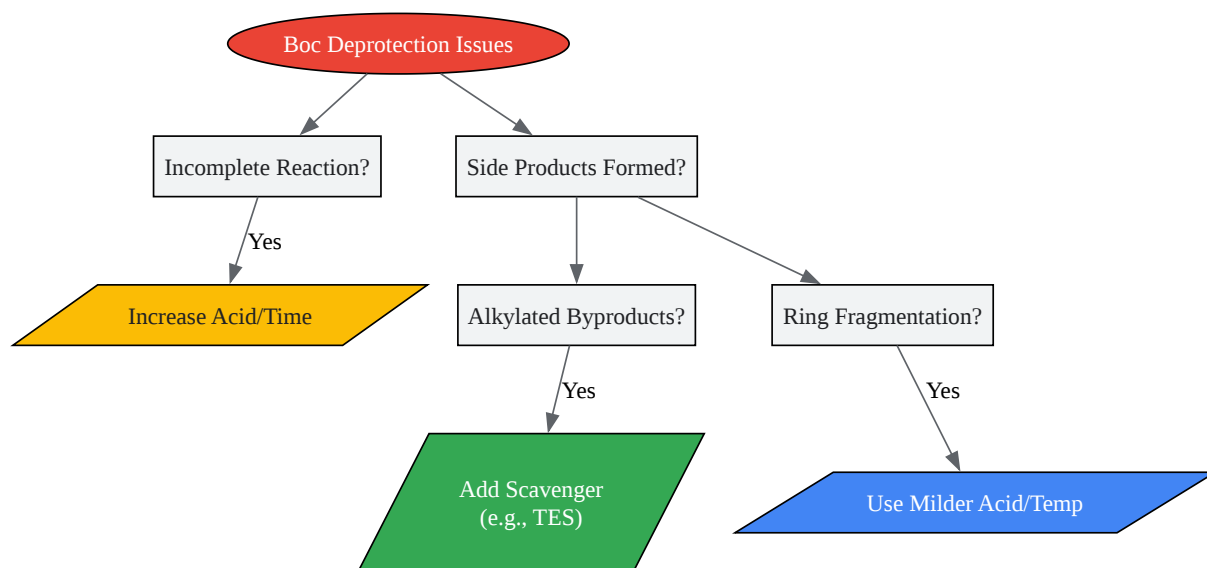 Boc Deprotection Issues
Incomplete Reaction?
Side Products Formed?
Yes
Increase Acid/Time
Alkylated Byproducts?
Ring Fragmentation?
Yes
Yes
Add Scavenger
(e.g., TES)
Use Milder Acid/Temp